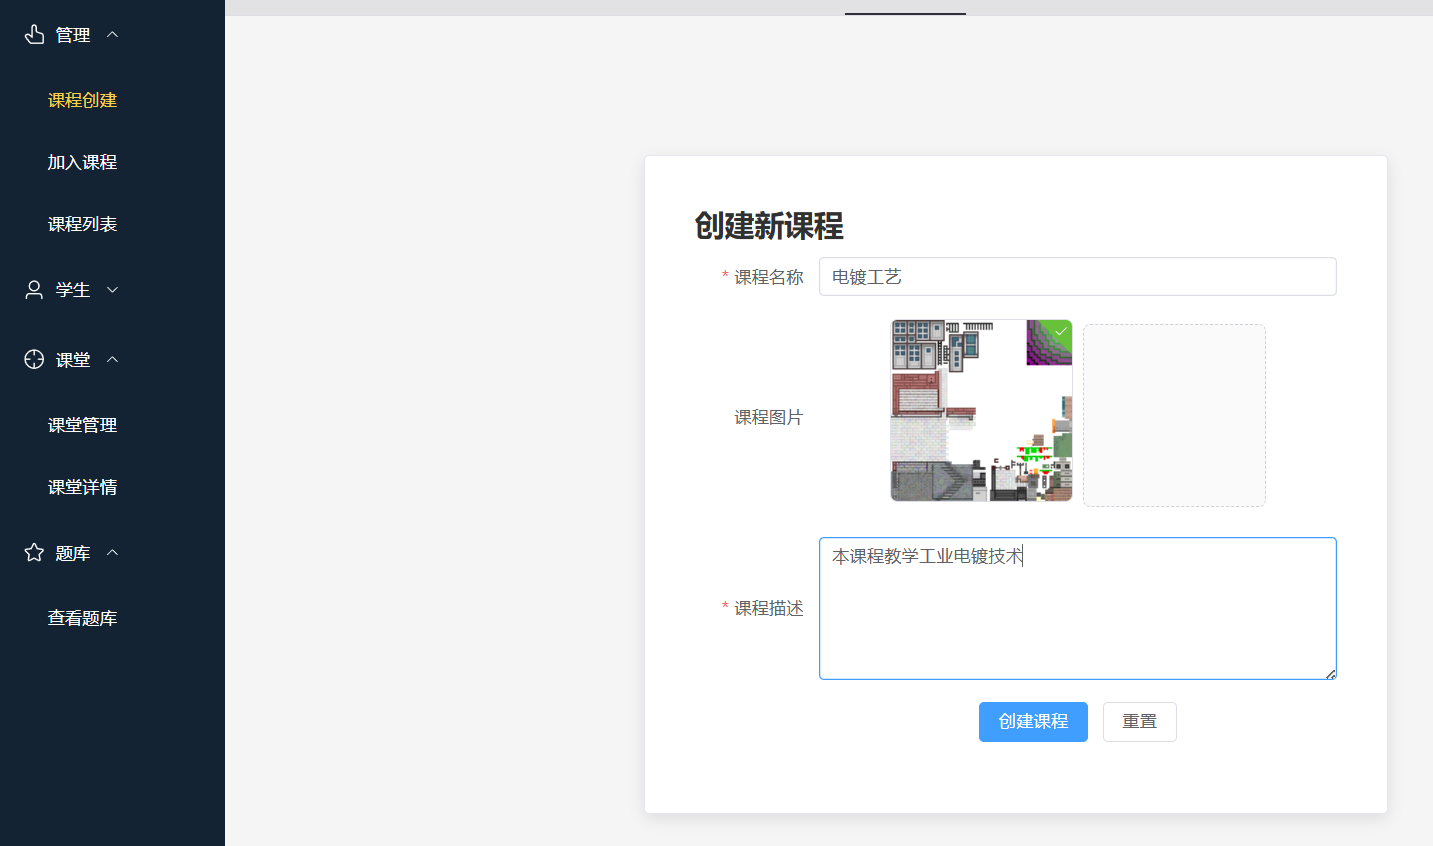 管理
课程创建
加入课程
课程列表
学生
课堂
课堂管理
课堂详情
题库
查看题库
创建新课程
* 课程名称
电镀工艺
课程图片
* 课程描述
本课程教学工业电镀技术
创建课程
重置